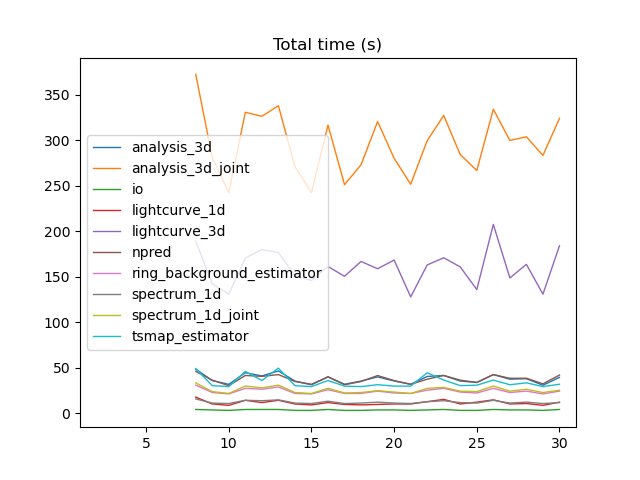 Total time (s)
350
300
250
200
150
100
50
0
analysis_3d
analysis_3d_joint
io
lightcurve_1d
lightcurve_3d
npred
ring_background_estimator
spectrum_1d
spectrum_1d_joint
tsmap_estimator
5 10 15 20 25 30